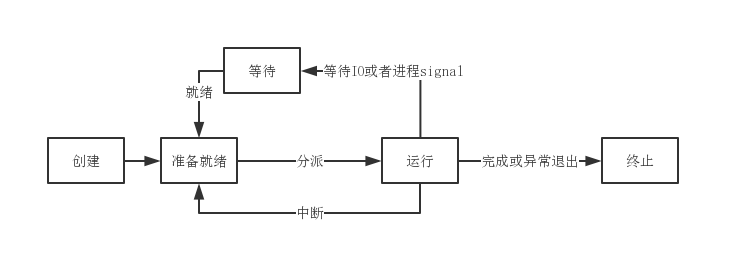 等待
等待IO或者进程signal
就绪
创建
准备就绪
分派
运行
完成或异常退出
终止
中断